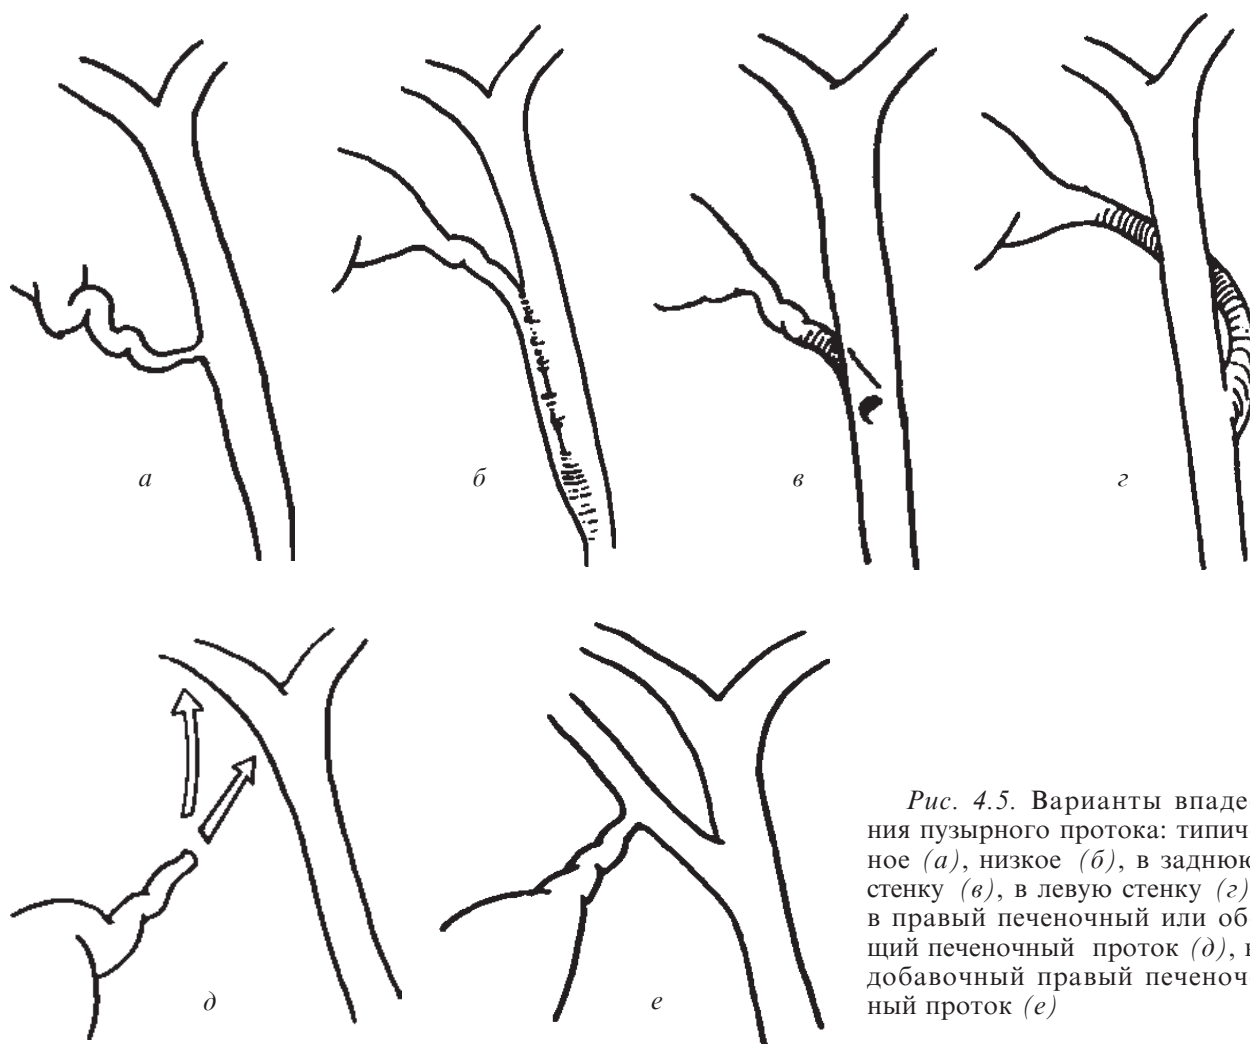 а
б
в
г
д
е
Рис. 4.5. Варианты впаде
ния пузырного протока: типич
ное (а), низкое (б), в заднюю
стенку (в), в левую стенку (г)
в правый печеночный или об
щий печеночный проток (д), в
добавочный правый печеноч
ный проток (е)